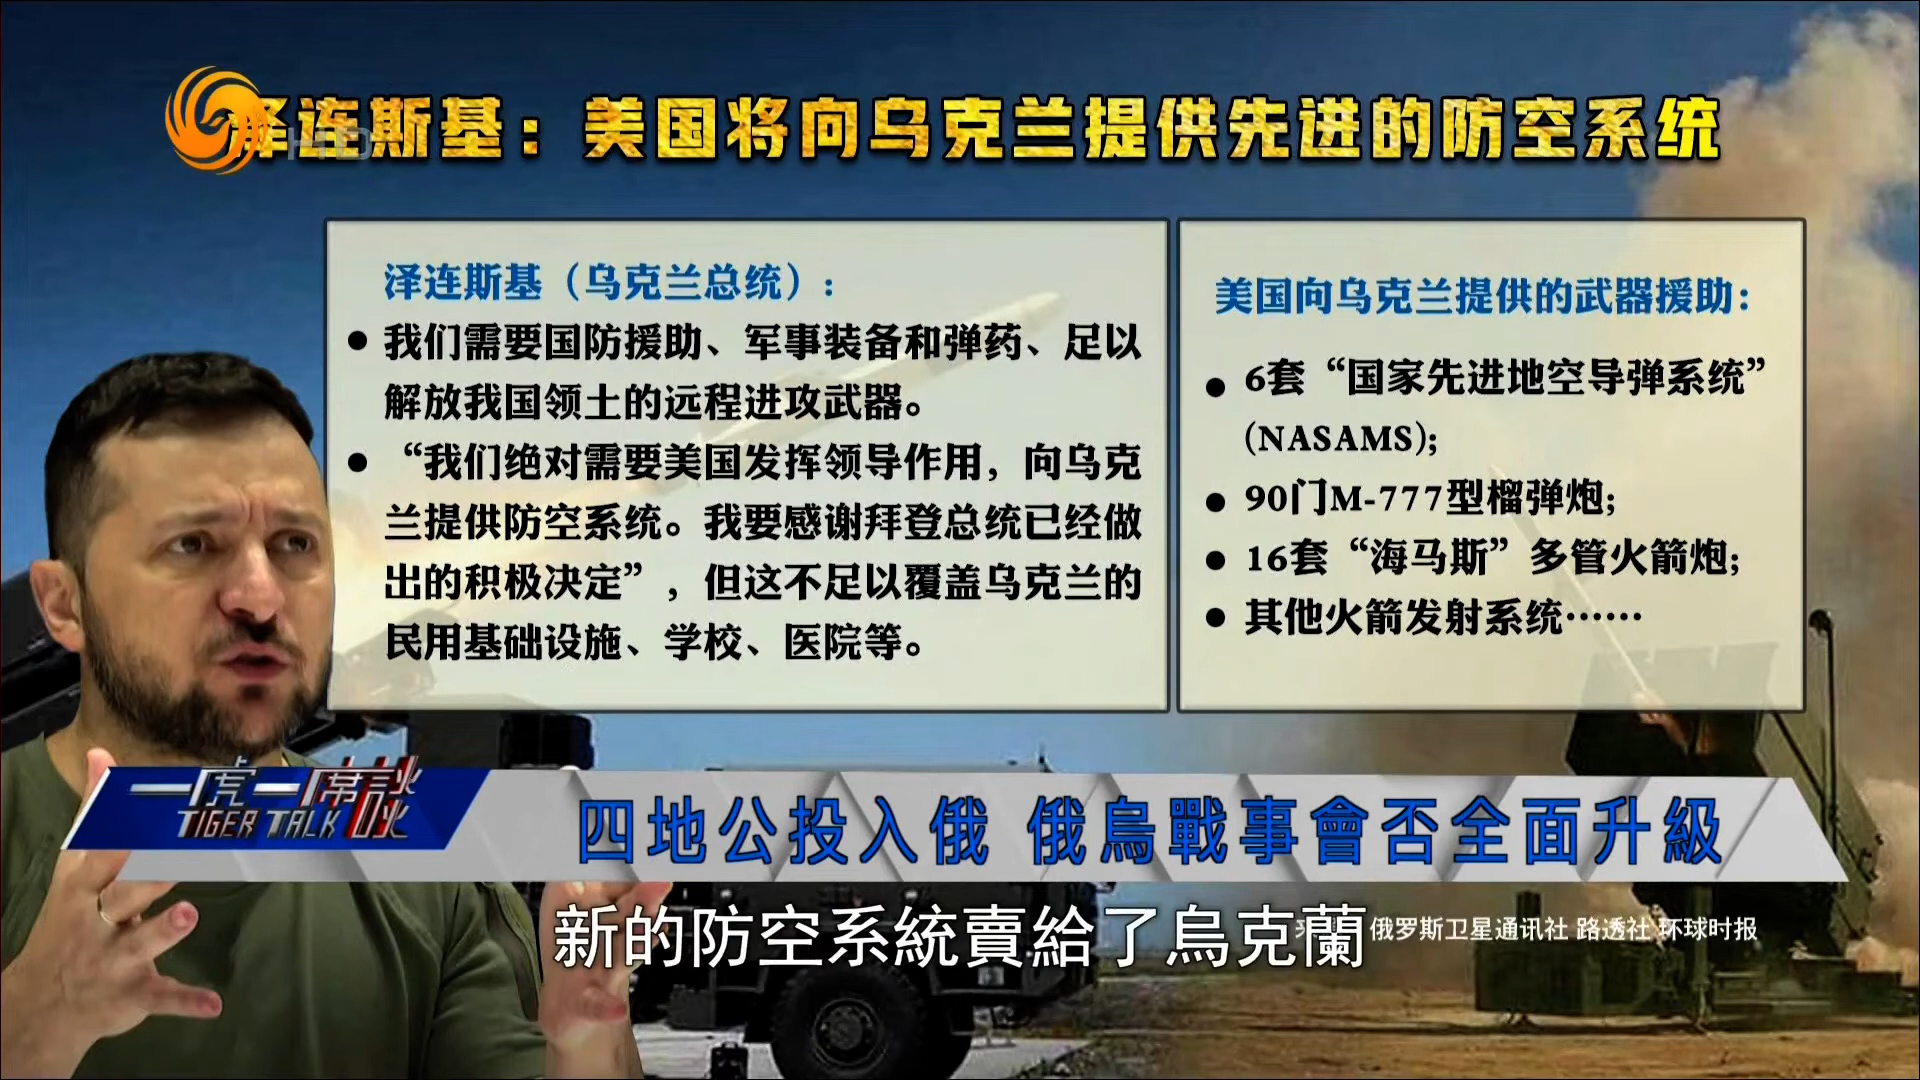 泽连斯基：美国将向乌克兰提供先进的防空系统
HD
泽连斯基（乌克兰总统）:
● 我们需要国防援助、军事装备和弹药、足以
解放我国领土的远程进攻武器。
● “我们绝对需要美国发挥领导作用，向乌克
兰提供防空系统。我要感谢拜登总统已经做
出的积极决定”，但这不足以覆盖乌克兰的
民用基础设施、学校、医院等。
美国向乌克兰提供的武器援助:
● 6套“国家先进地空导弹系统”
(NASAMS);
● 90门M-777型榴弹炮;
● 16套“海马斯”多管火箭炮;
● 其他火箭发射系统……
一虎一席談
TIGER TALK
四地公投入俄 俄烏戰事會否全面升級
新的防空系統賣給了烏克蘭
俄罗斯卫星通讯社 路透社 环球时报